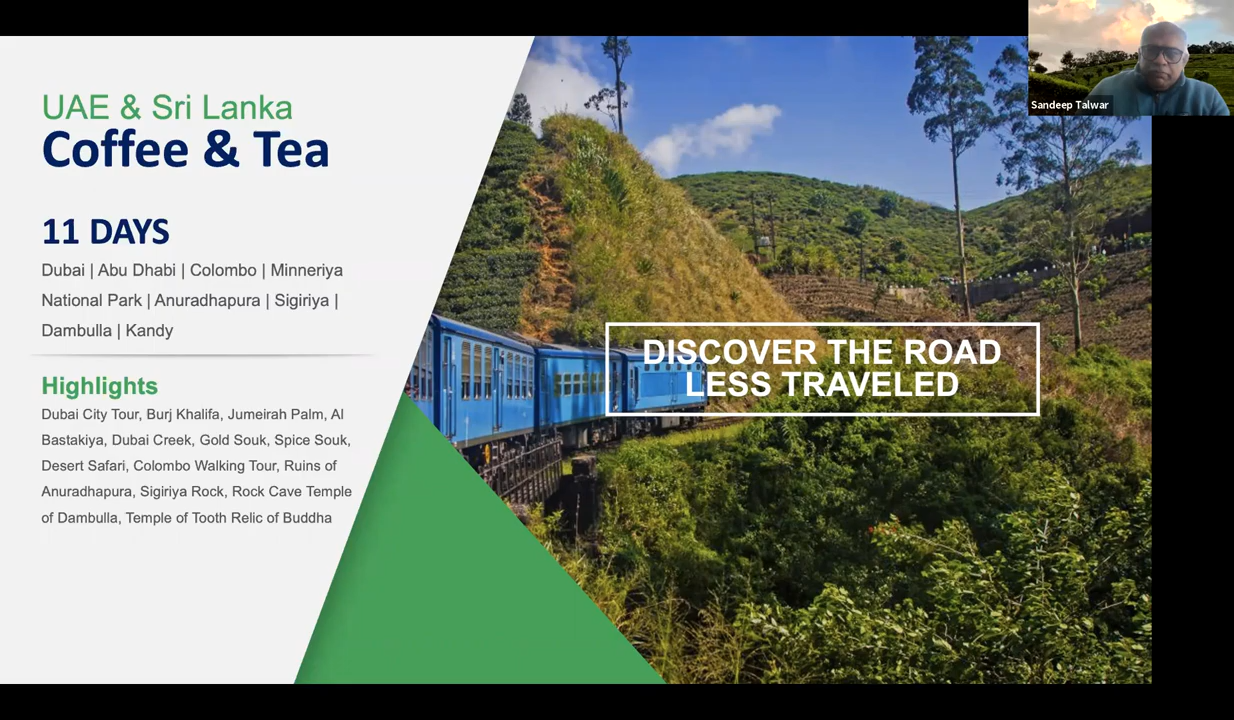 UAE & Sri Lanka
Coffee & Tea
11 DAYS
Dubai | Abu Dhabi | Colombo | Minneriya
National Park | Anuradhapura | Sigiriya |
Dambulla | Kandy
Highlights
Dubai City Tour, Burj Khalifa, Jumeirah Palm, Al
Bastakiya, Dubai Creek, Gold Souk, Spice Souk,
Desert Safari, Colombo Walking Tour, Ruins of
Anuradhapura, Sigiriya Rock, Rock Cave Temple
of Dambulla, Temple of Tooth Relic of Buddha
DISCOVER THE ROAD
LESS TRAVELED
Sandeep Talwar